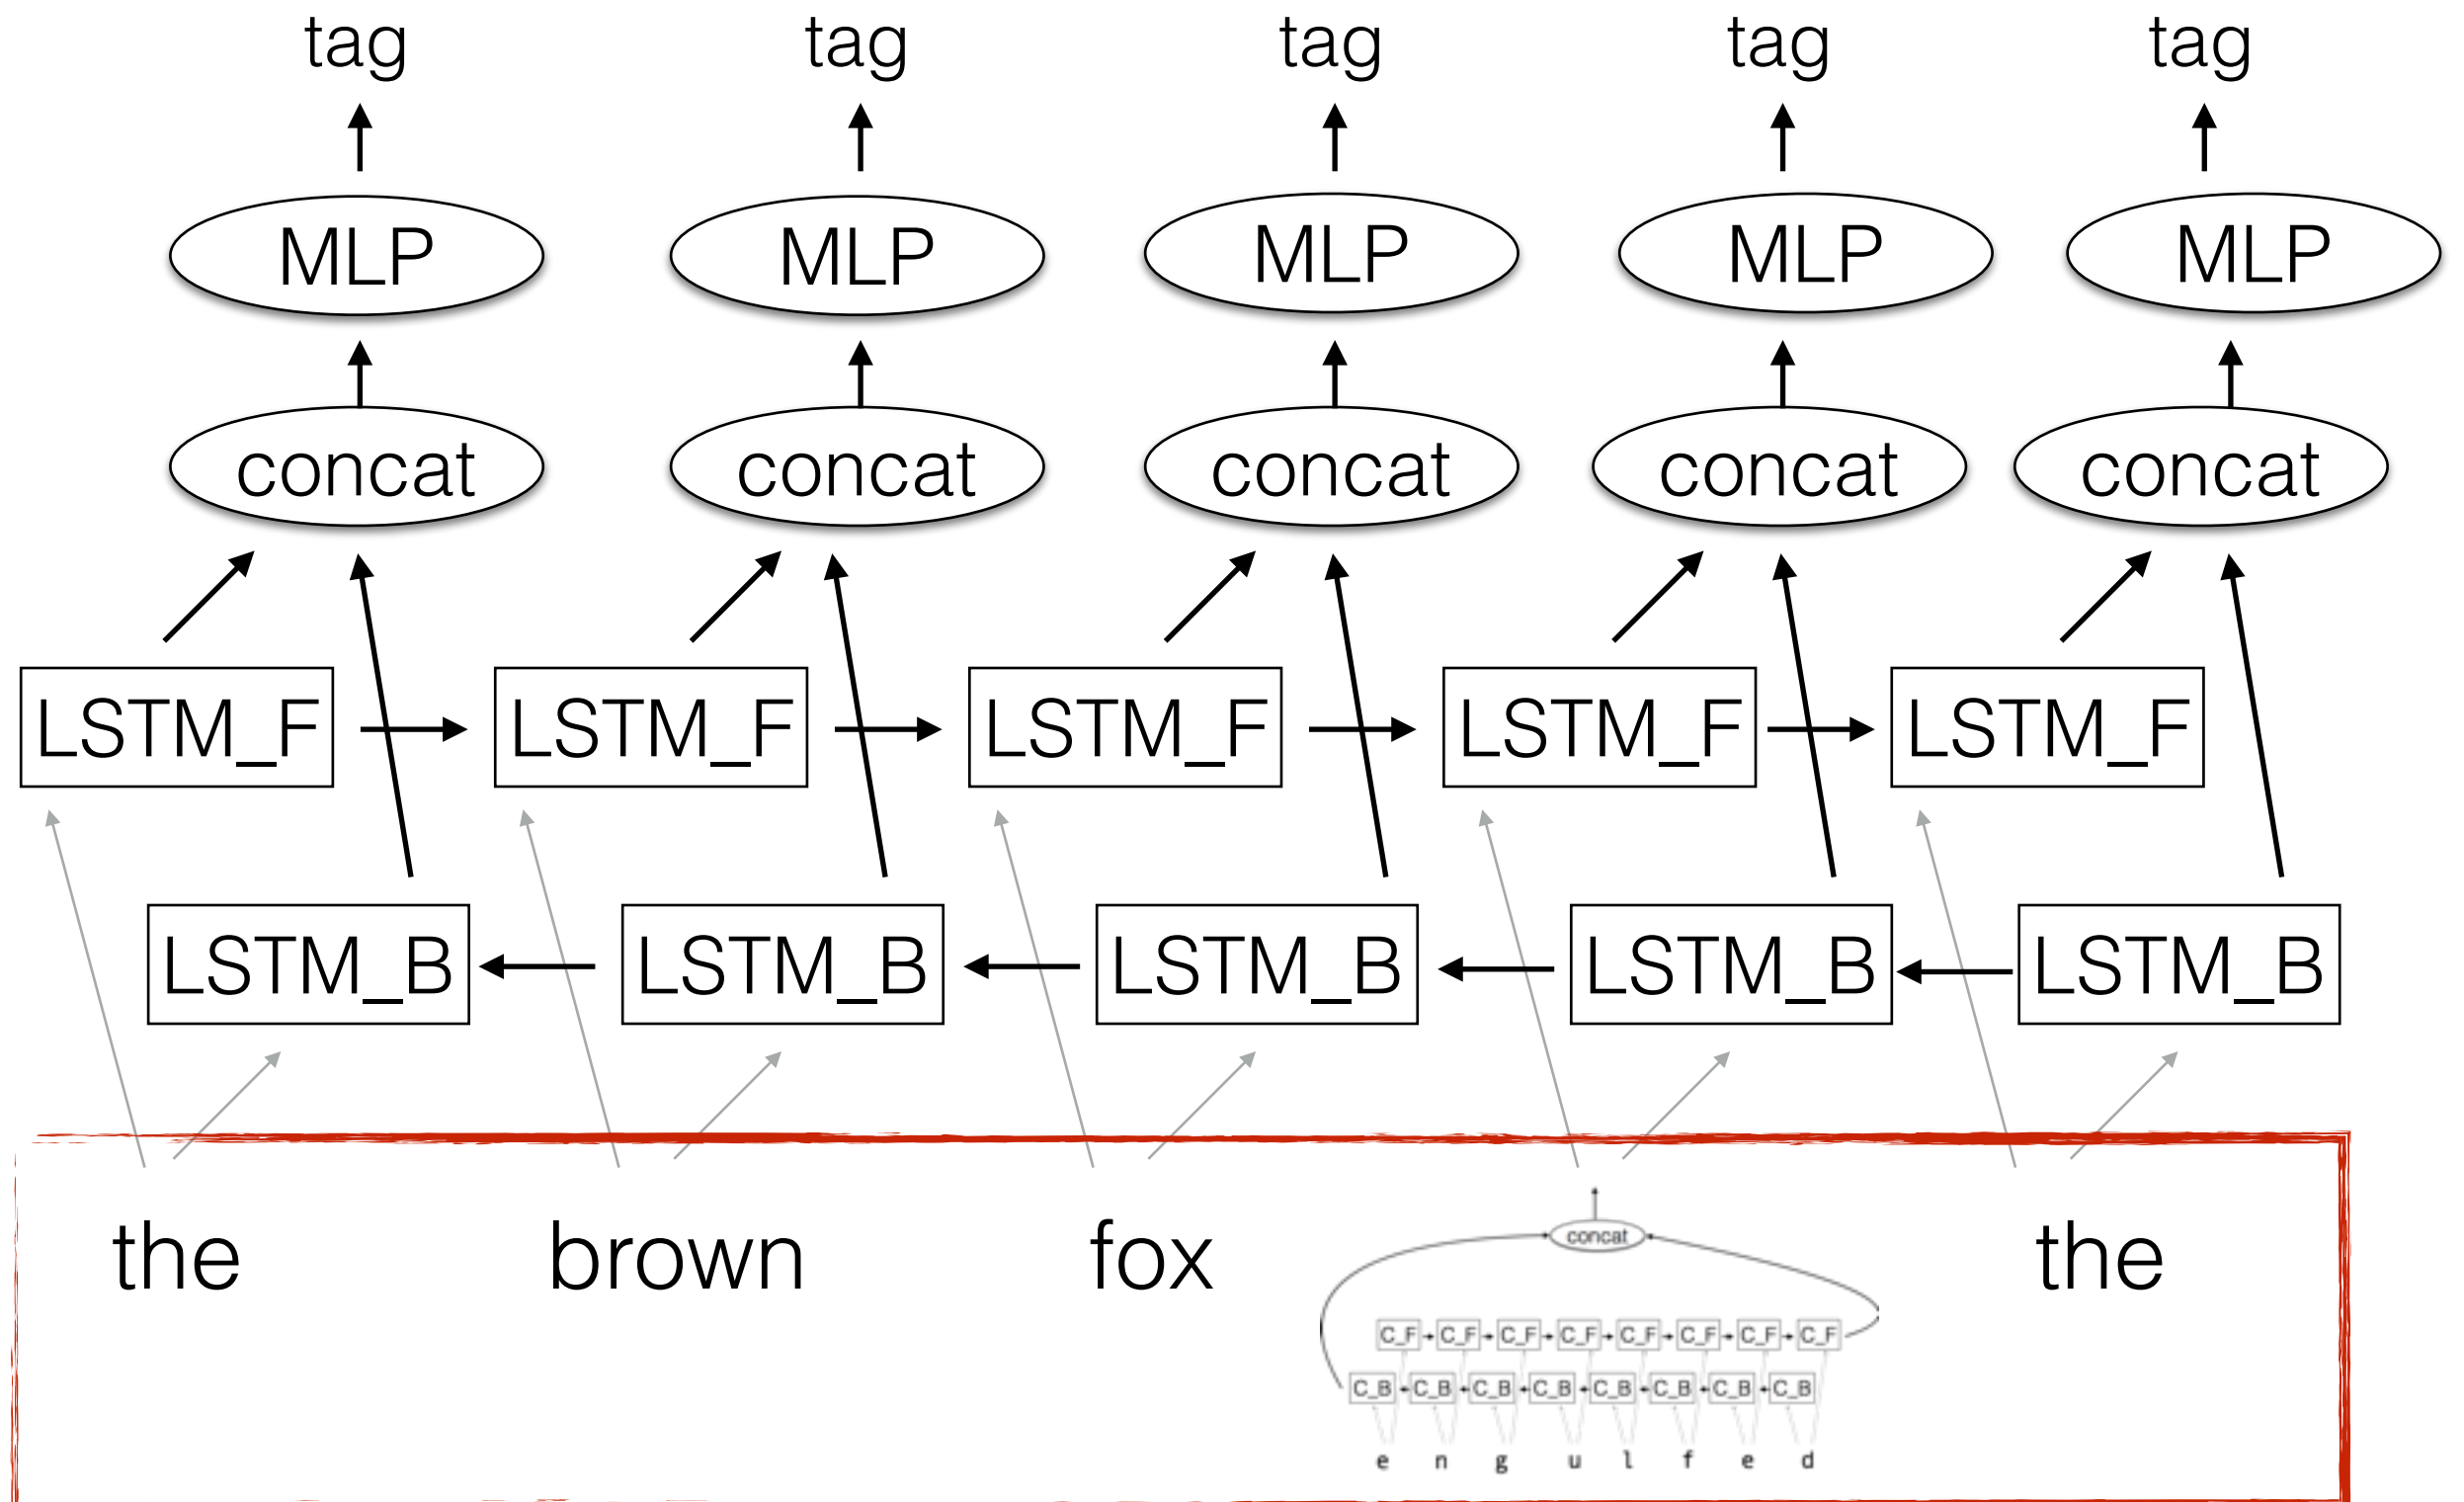 tag tag tag tag tag
MLP MLP MLP MLP MLP
concat concat concat concat concat
LSTM_F LSTM_F LSTM_F LSTM_F LSTM_F
LSTM_B LSTM_B LSTM_B LSTM_B LSTM_B
the brown fox the
concat
C_F C_F C_F C_F C_F C_F C_F C_F
C_B C_B C_B C_B C_B C_B C_B C_B
e n g u l f e d